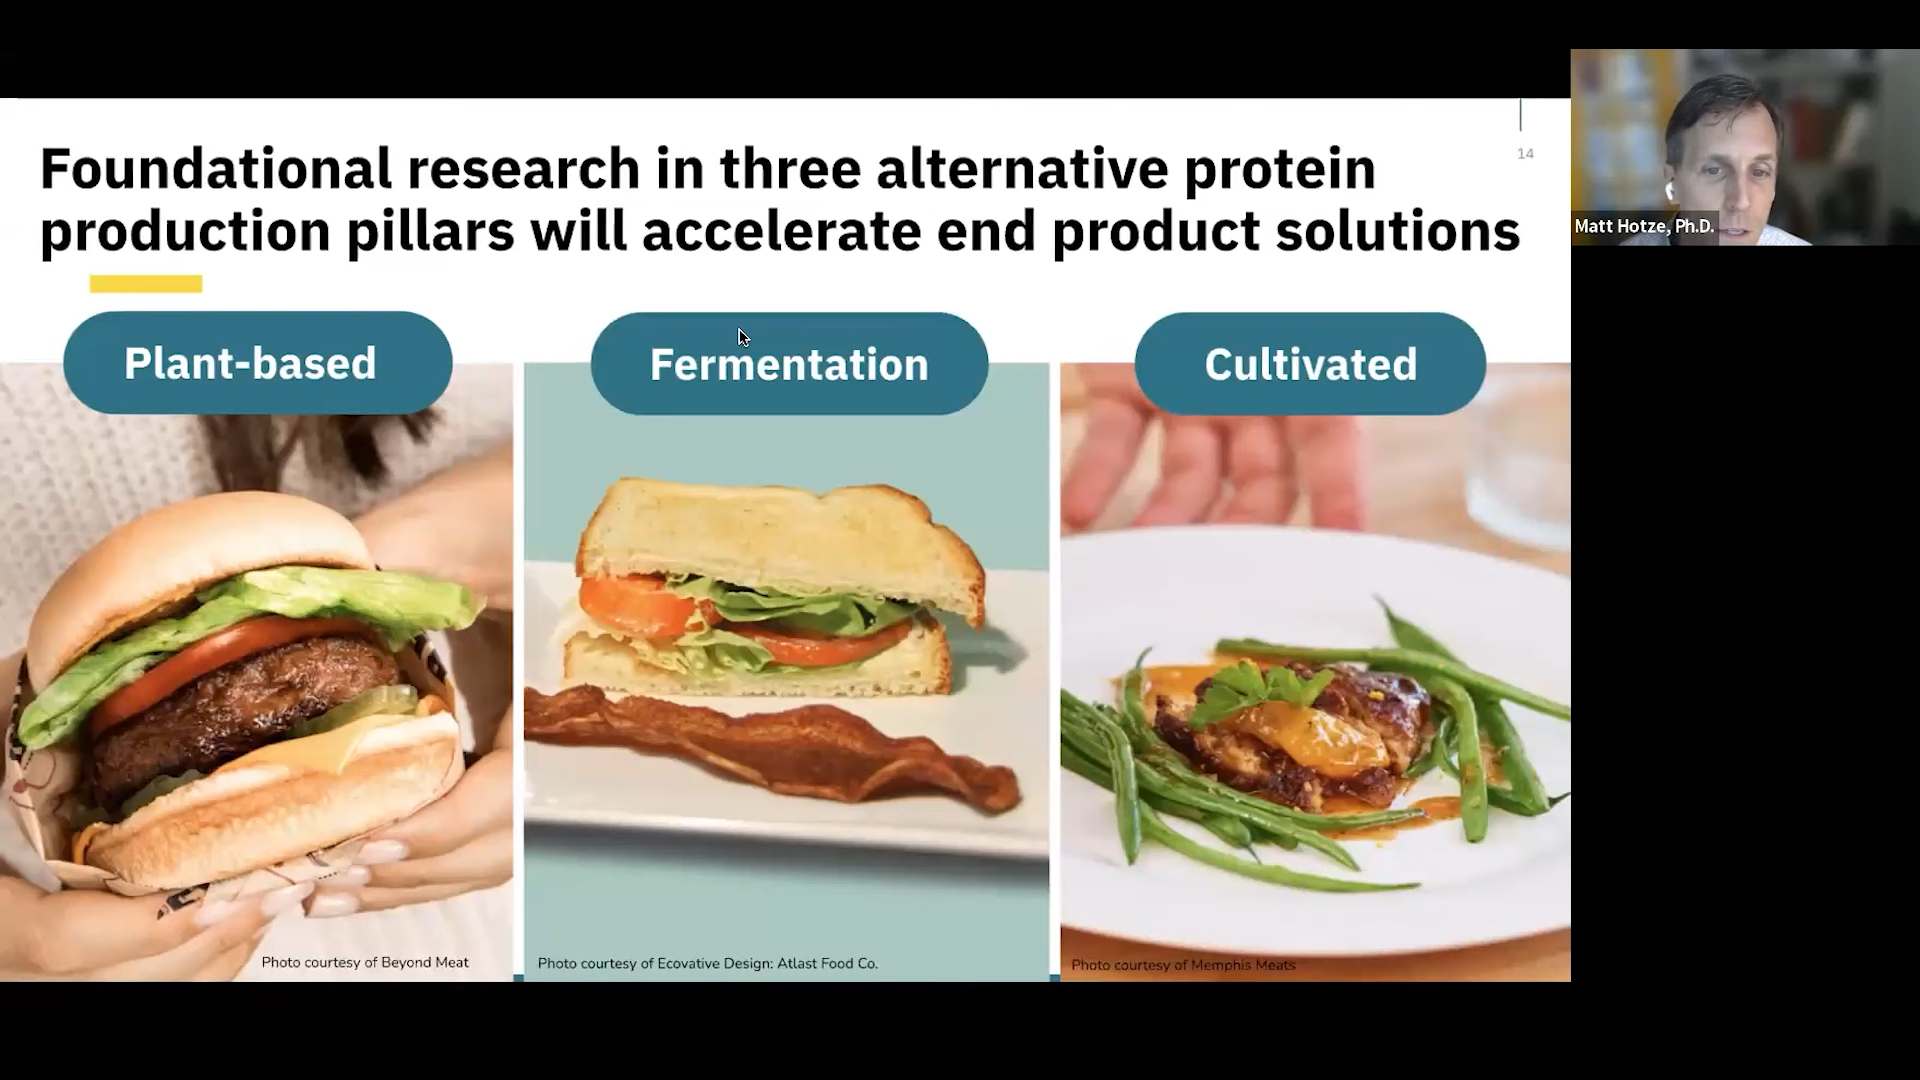 Foundational research in three alternative protein
production pillars will accelerate end product solutions
14
Matt Hotze, Ph.D.
Plant-based
Fermentation
Cultivated
Photo courtesy of Beyond Meat
Photo courtesy of Ecovative Design: Atlast Food Co.
Photo courtesy of Memphis Meats